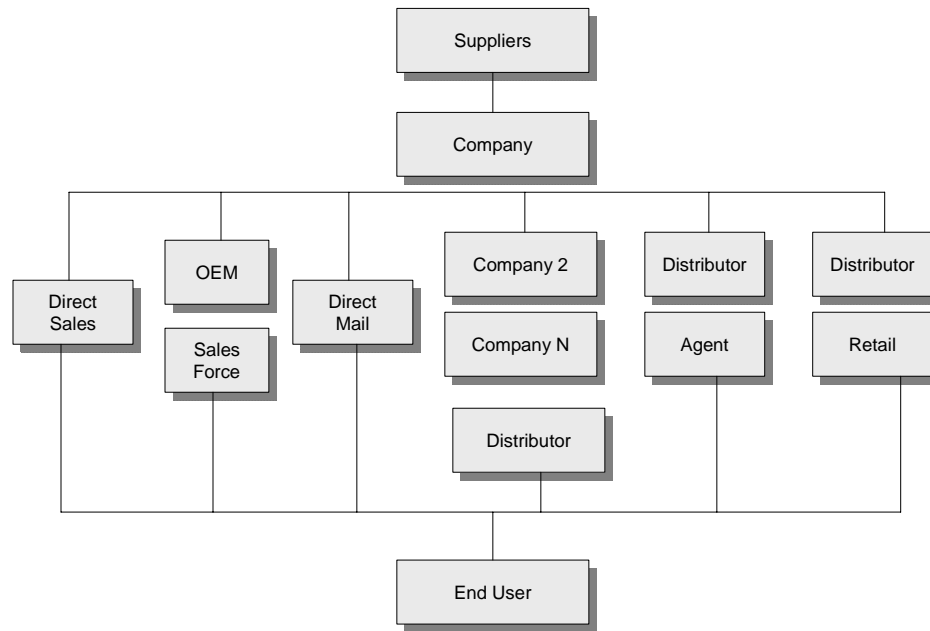 Suppliers
Company
OEM
Company 2
Distributor
Distributor
Direct
Sales
Direct
Mail
Sales
Force
Company N
Agent
Retail
Distributor
End User